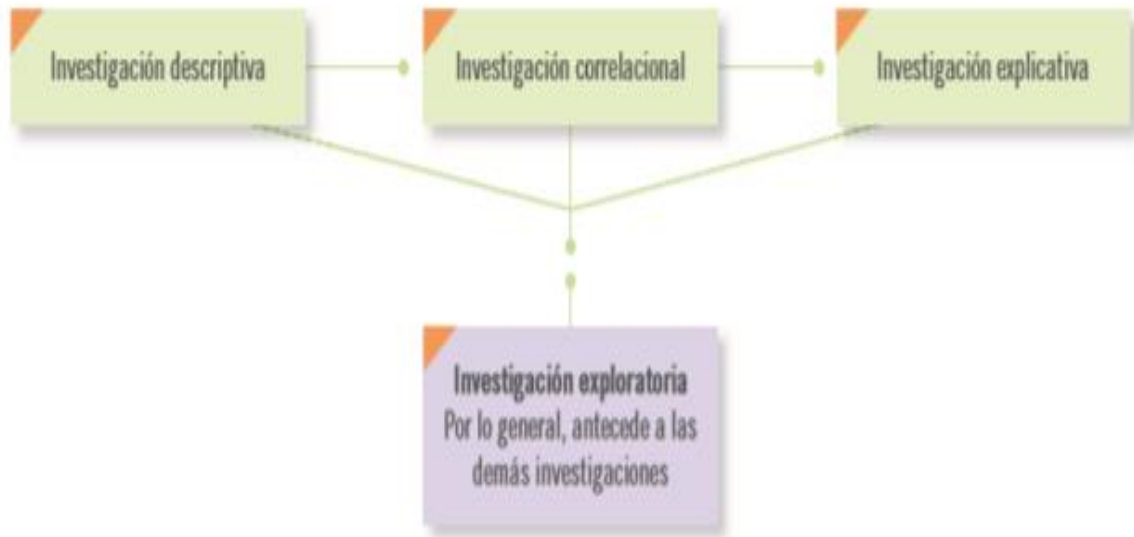 Investigación descriptiva
Investigación correlacional
Investigación explicativa
Investigación exploratoria
Por lo general, antecede a las
demás investigaciones